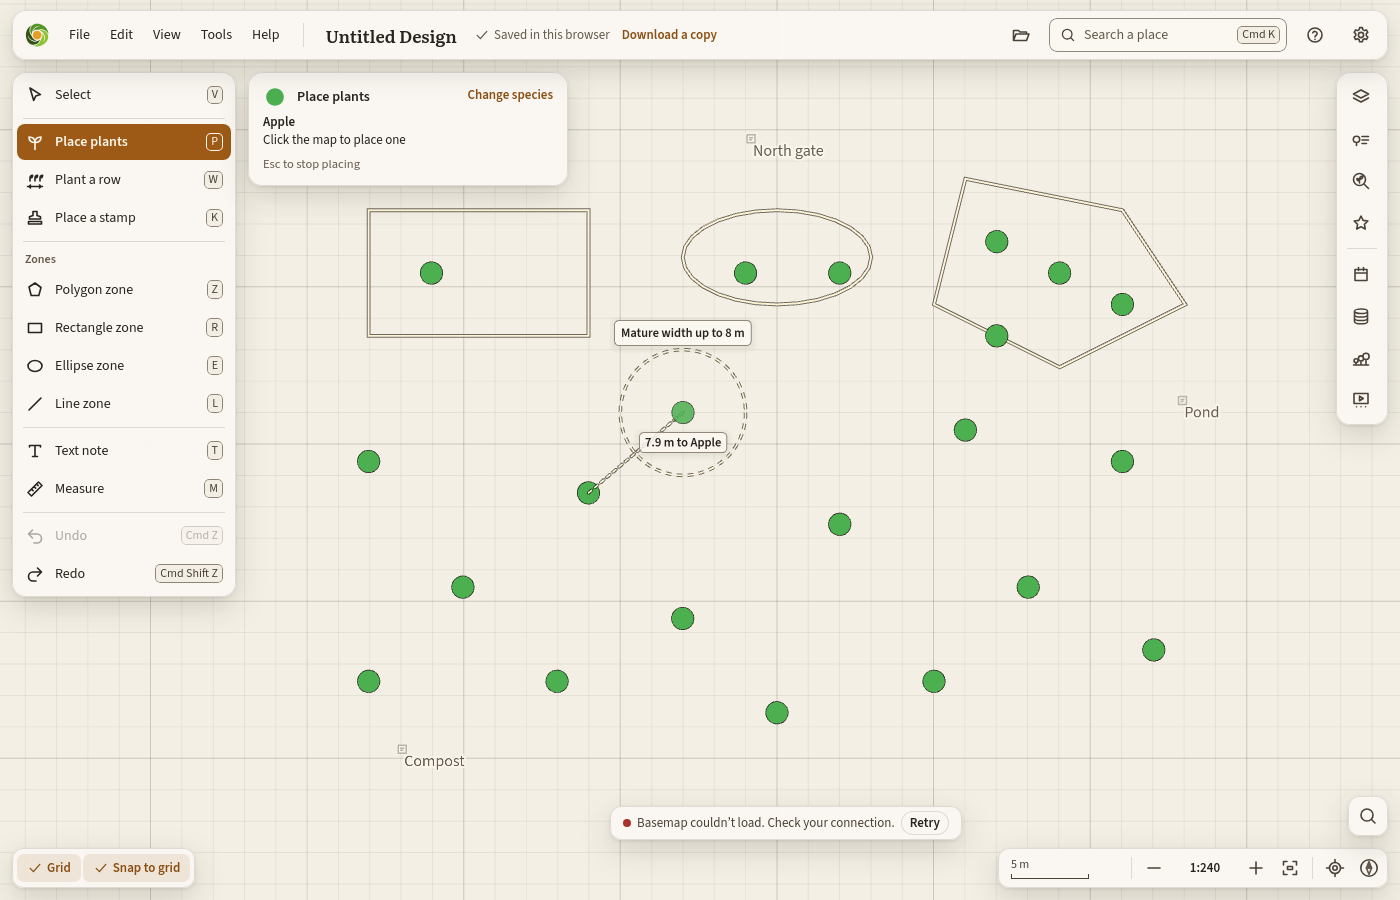 File Edit View Tools Help Untitled Design Saved in this browser Download a copy Search a place Cmd K
Select V
Place plants P
Plant a row W
Place a stamp K
Zones
Polygon zone Z
Rectangle zone R
Ellipse zone E
Line zone L
Text note T
Measure M
Undo Cmd Z
Redo Cmd Shift Z
Place plants Change species
Apple
Click the map to place one
Esc to stop placing
North gate
Mature width up to 8 m
7.9 m to Apple
Pond
Compost
Basemap couldn't load. Check your connection. Retry
Grid Snap to grid
5 m 1:240